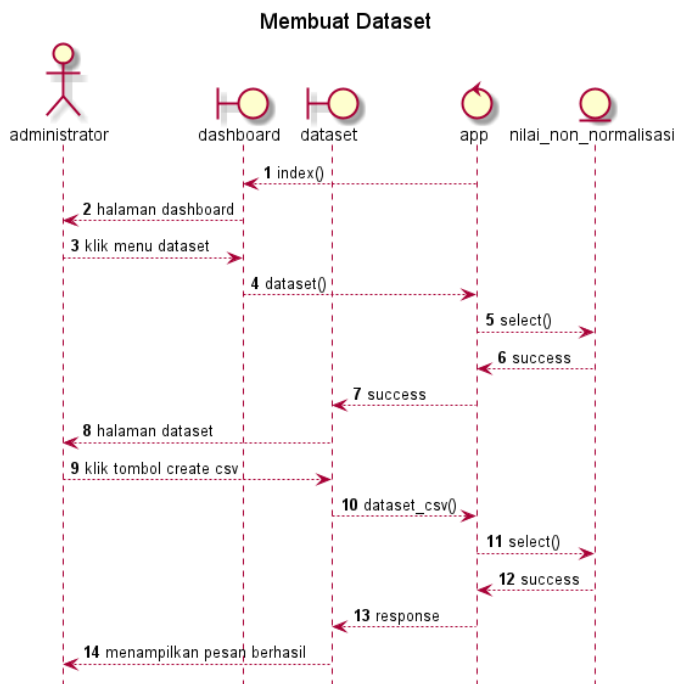 Membuat Dataset
administrator
dashboard
dataset
app
nilai_non_normalisasi
1 index()
2 halaman dashboard
3 klik menu dataset
4 dataset()
5 select()
6 success
7 success
8 halaman dataset
9 klik tombol create csv
10 dataset_csv()
11 select()
12 success
13 response
14 menampilkan pesan berhasil